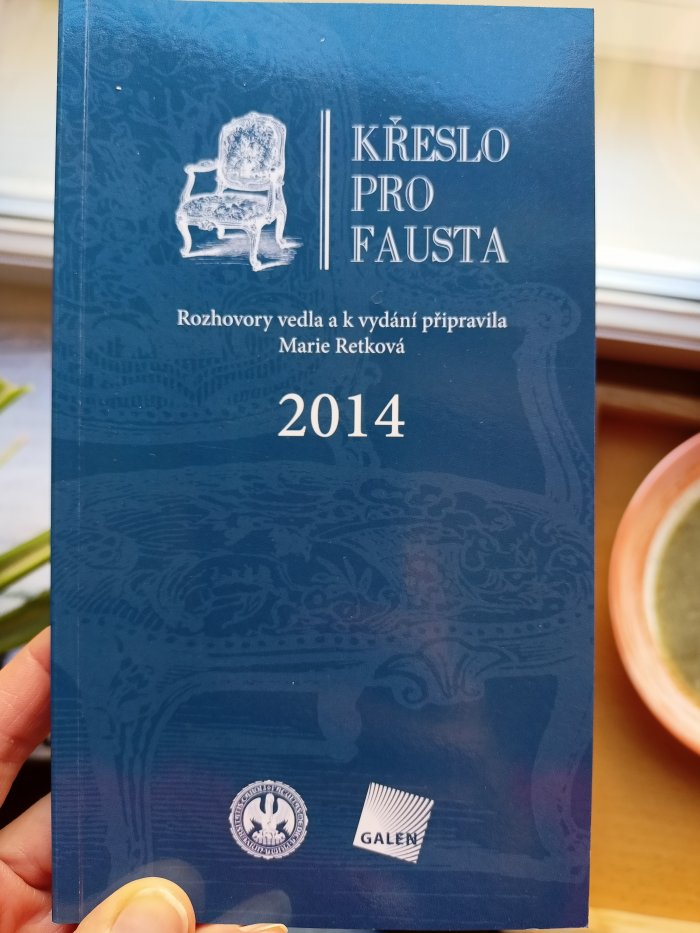 KŘESLO
PRO
FAUSTA
Rozhovory vedla a k vydání připravila
Marie Retková
2014
GALEN